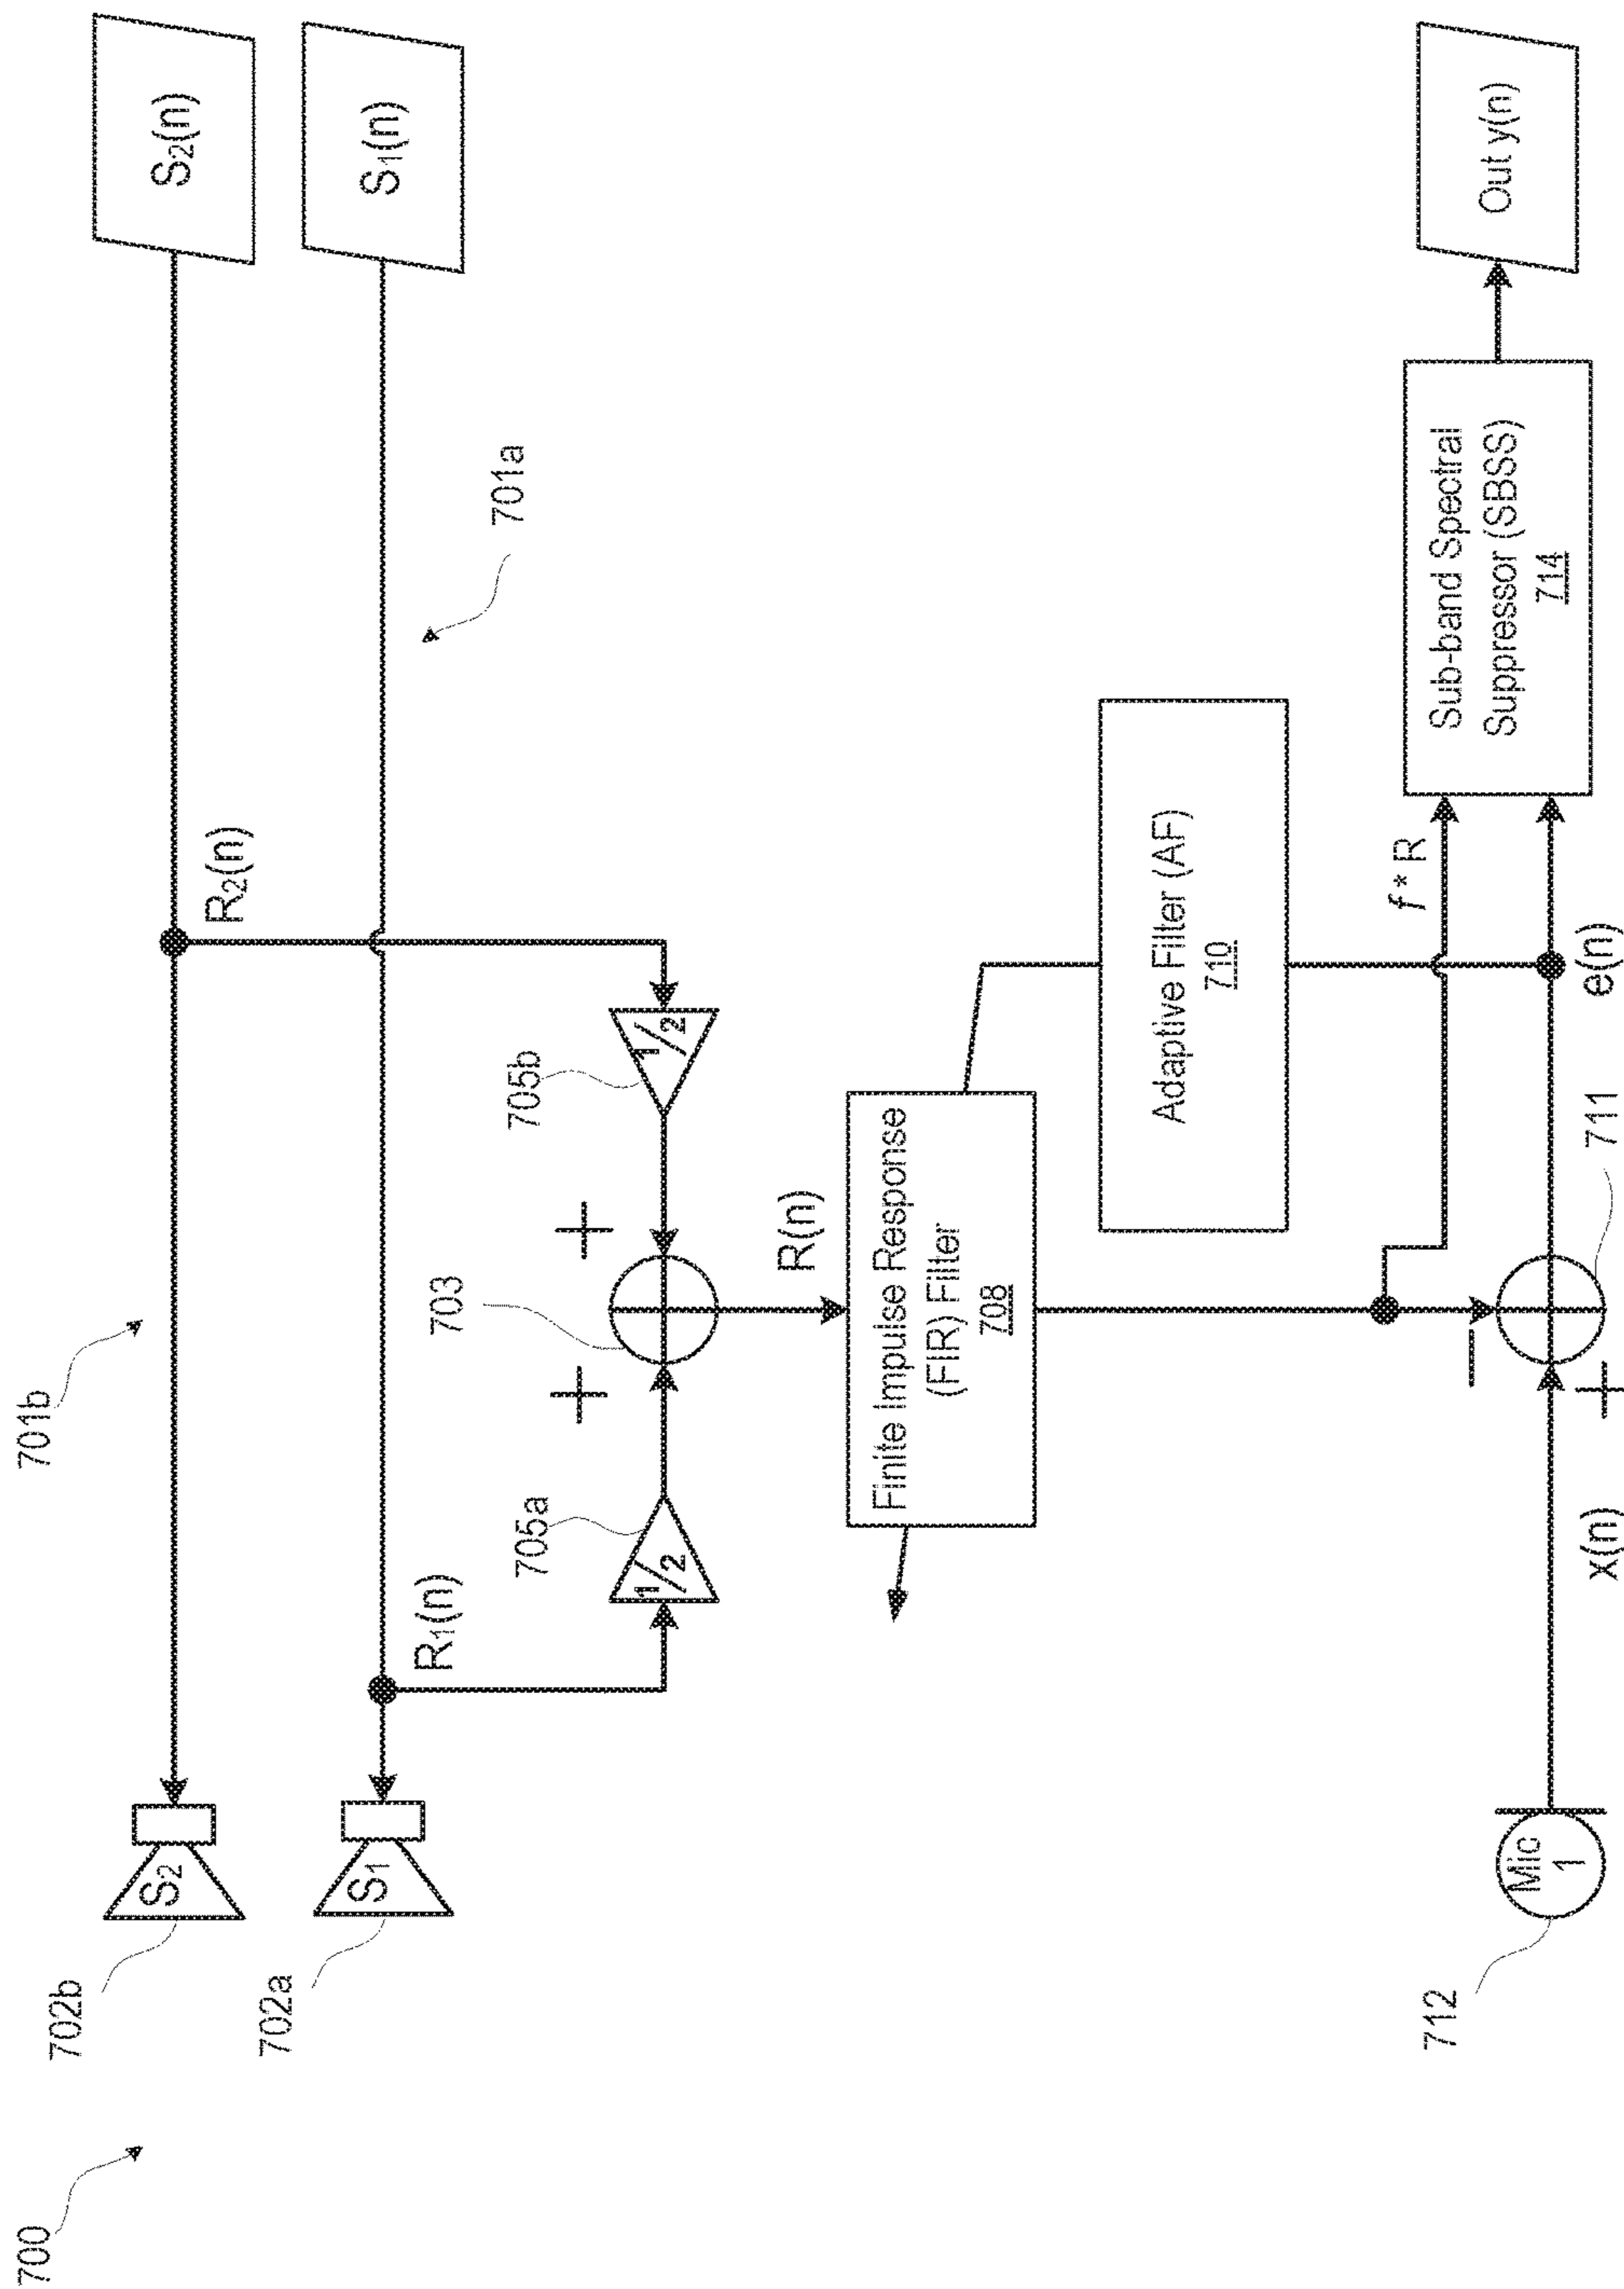 700
701b
702b
S₂
S₂(n)
R₂(n)
702a
S₁
S₁(n)
R₁(n)
701a
705a
1/2
703
+
+
705b
1/2
R(n)
Finite Impulse Response
(FIR) Filter
708
Adaptive Filter (AF)
710
f * R
Sub-band Spectral
Suppressor (SBSS)
714
Out y(n)
712
Mic
1
x(n)
−
+
711
e(n)